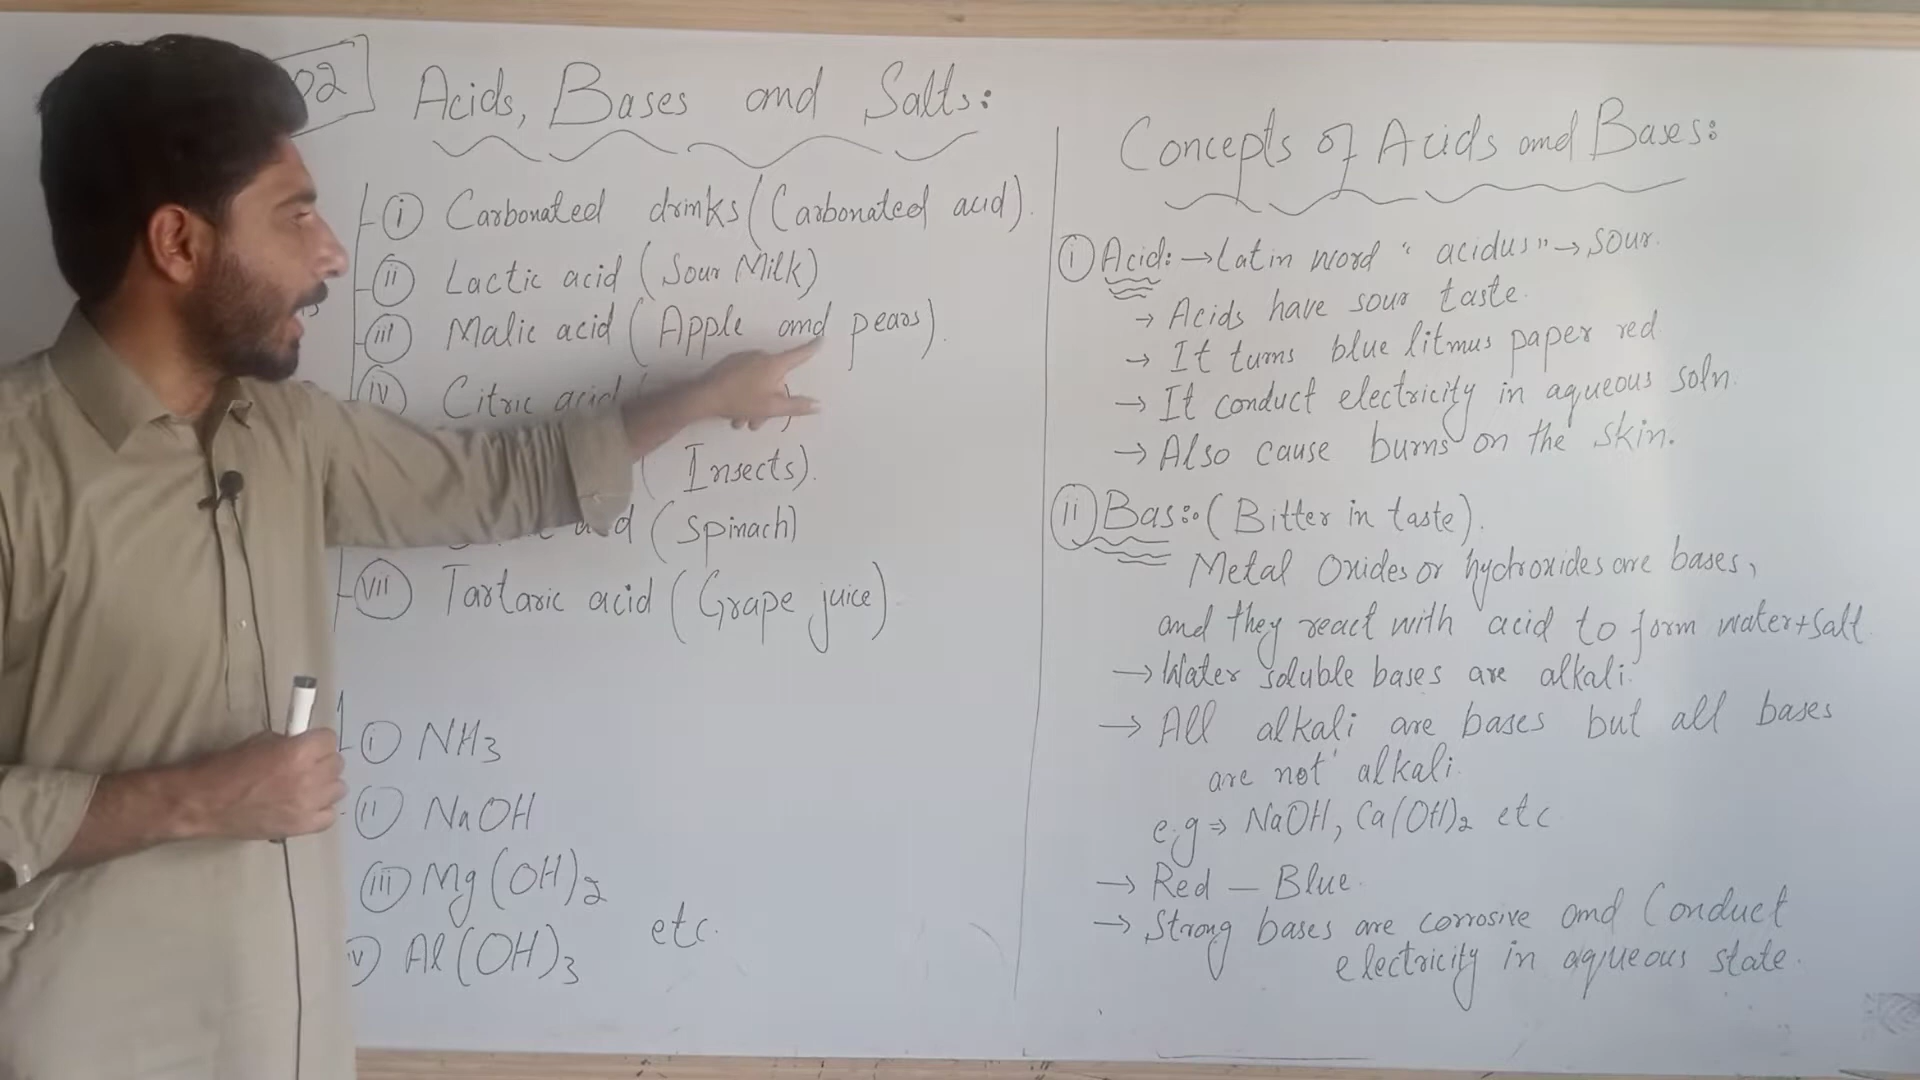 02
Acids, Bases and Salts:
i Carbonated drinks (Carbonated acid).
ii Lactic acid (Sour Milk)
iii Malic acid (Apple and pears).
iv Citric acid (
Insects).
(Spinach)
vii Tartaric acid (Grape juice)
i NH3
ii NaOH
iii Mg(OH)2
Al(OH)3 etc.
Concepts of Acids and Bases:
i Acid: → Latin word "acidus" → sour.
→ Acids have sour taste.
→ It turns blue litmus paper red
→ It conduct electricity in aqueous soln.
→ Also cause burns on the skin.
ii Bas:. (Bitter in taste).
Metal Oxides or hydroxides are bases,
and they react with acid to form water+salt
→ Water soluble bases are alkali.
→ All alkali are bases but all bases
are not alkali.
e.g ⇒ NaOH, Ca(OH)2 etc
→ Red – Blue.
→ Strong bases are corrosive and Conduct
electricity in aqueous state.